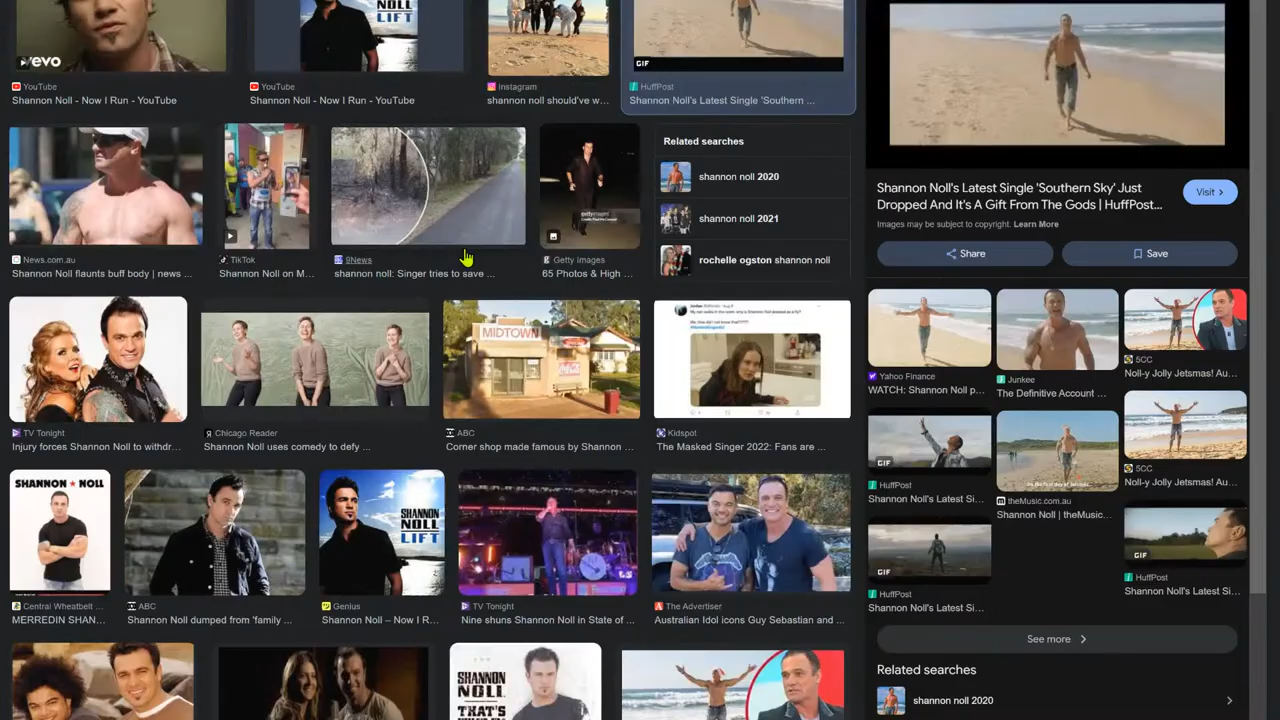 vevo
NOLL
LIFT
GIF
YouTube
Shannon Noll - Now I Run - YouTube
YouTube
Shannon Noll - Now I Run - YouTube
Instagram
shannon noll should've w...
HuffPost
Shannon Noll's Latest Single 'Southern ...
Related searches
shannon noll 2020
shannon noll 2021
rochelle ogston shannon noll
gettyimages
News.com.au
Shannon Noll flaunts buff body | news ...
TikTok
Shannon Noll on M...
9News
shannon noll: Singer tries to save ...
Getty Images
65 Photos & High ...
MIDTOWN
TV Tonight
Injury forces Shannon Noll to withdr...
Chicago Reader
Shannon Noll uses comedy to defy ...
ABC
Corner shop made famous by Shannon ...
Kidspot
The Masked Singer 2022: Fans are ...
SHANNON ★ NOLL
SHANNON
NOLL
LIFT
Central Wheatbelt ...
MERREDIN SHAN...
ABC
Shannon Noll dumped from 'family ...
Genius
Shannon Noll – Now I R...
TV Tonight
Nine shuns Shannon Noll in State of ...
The Advertiser
Australian Idol icons Guy Sebastian and ...
SHANNON
NOLL
THAT'S
Shannon Noll's Latest Single 'Southern Sky' Just
Dropped And It's A Gift From The Gods | HuffPost...
Visit
Images may be subject to copyright. Learn More
Share
Save
Yahoo Finance
WATCH: Shannon Noll p...
Junkee
The Definitive Account ...
5CC
Noll-y Jolly Jetsmas! Au...
GIF
HuffPost
Shannon Noll's Latest Si...
theMusic.com.au
Shannon Noll | theMusic...
5CC
Noll-y Jolly Jetsmas! Au...
GIF
HuffPost
Shannon Noll's Latest Si...
GIF
HuffPost
Shannon Noll's Latest Si...
See more
Related searches
shannon noll 2020